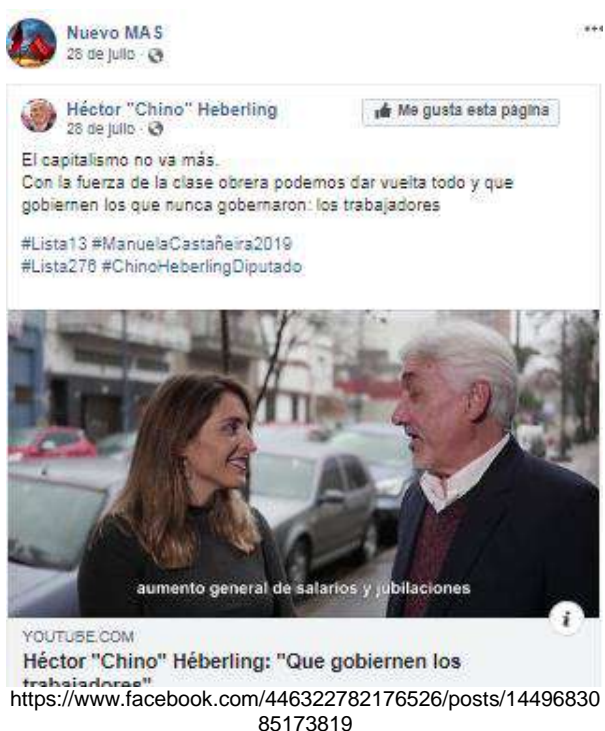 Nuevo MAS
28 de julio
Héctor "Chino" Heberling
28 de julio
Me gusta esta página
El capitalismo no va más.
Con la fuerza de la clase obrera podemos dar vuelta todo y que
gobiernen los que nunca gobernaron: los trabajadores
#Lista13 #ManuelaCastañeira2019
#Lista276 #ChinoHeberlingDiputado
aumento general de salarios y jubilaciones
i
YOUTUBE.COM
Héctor "Chino" Héberling: "Que gobiernen los
trabajadores"
https://www.facebook.com/446322782176526/posts/14496830
85173819